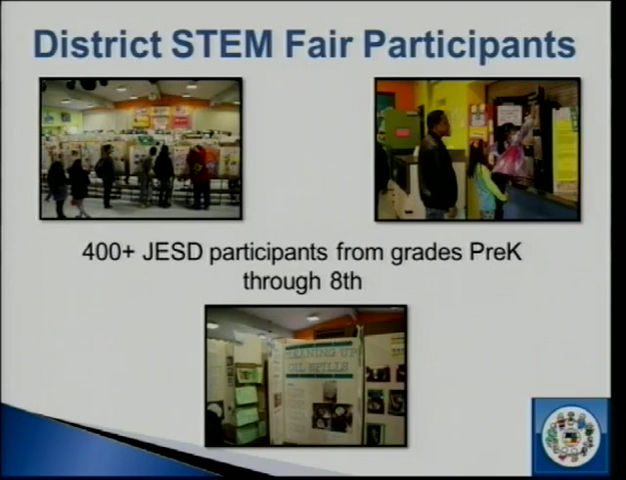 District STEM Fair Participants
400+ JESD participants from grades PreK
through 8th
CLEANING UP
OIL SPILLS